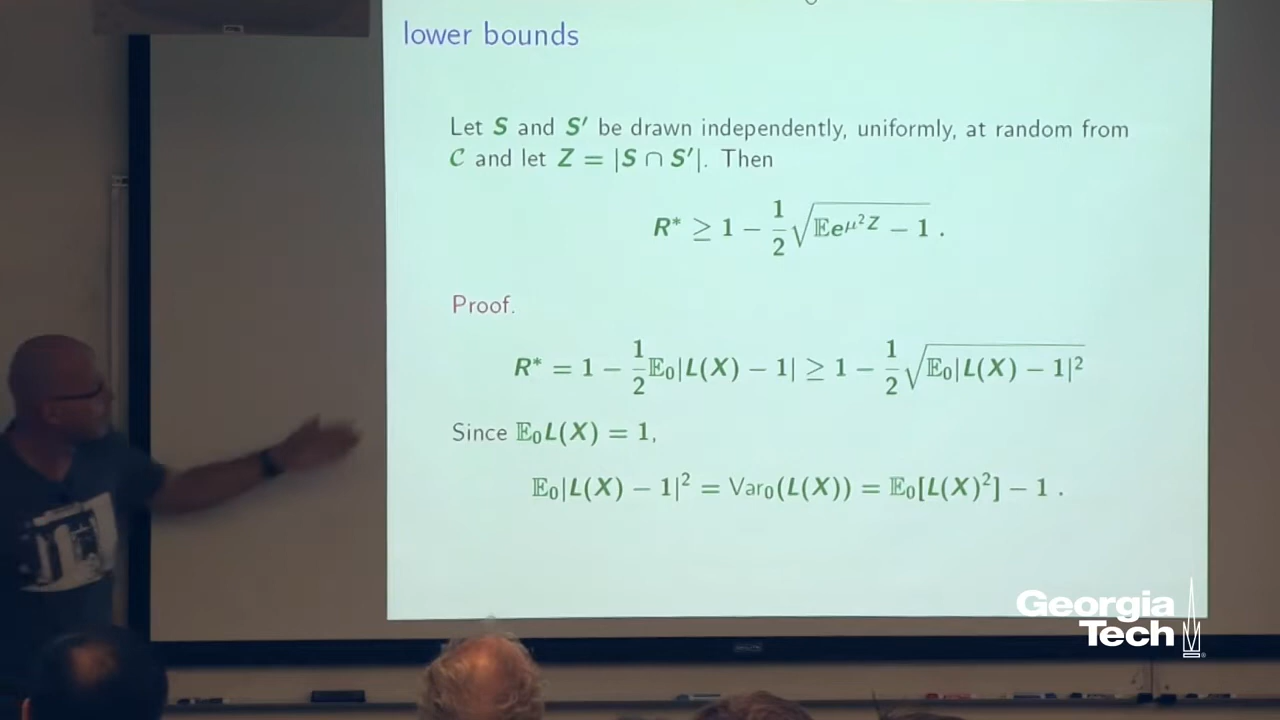 lower bounds
Let S and S′ be drawn independently, uniformly, at random from
𝒞 and let Z = |S ∩ S′|. Then
R* ≥ 1 − 1/2 √(𝔼e^{μ²Z} − 1) .
Proof.
R* = 1 − 1/2 𝔼₀|L(X) − 1| ≥ 1 − 1/2 √(𝔼₀|L(X) − 1|²)
Since 𝔼₀L(X) = 1,
𝔼₀|L(X) − 1|² = Var₀(L(X)) = 𝔼₀[L(X)²] − 1 .
Georgia
Tech